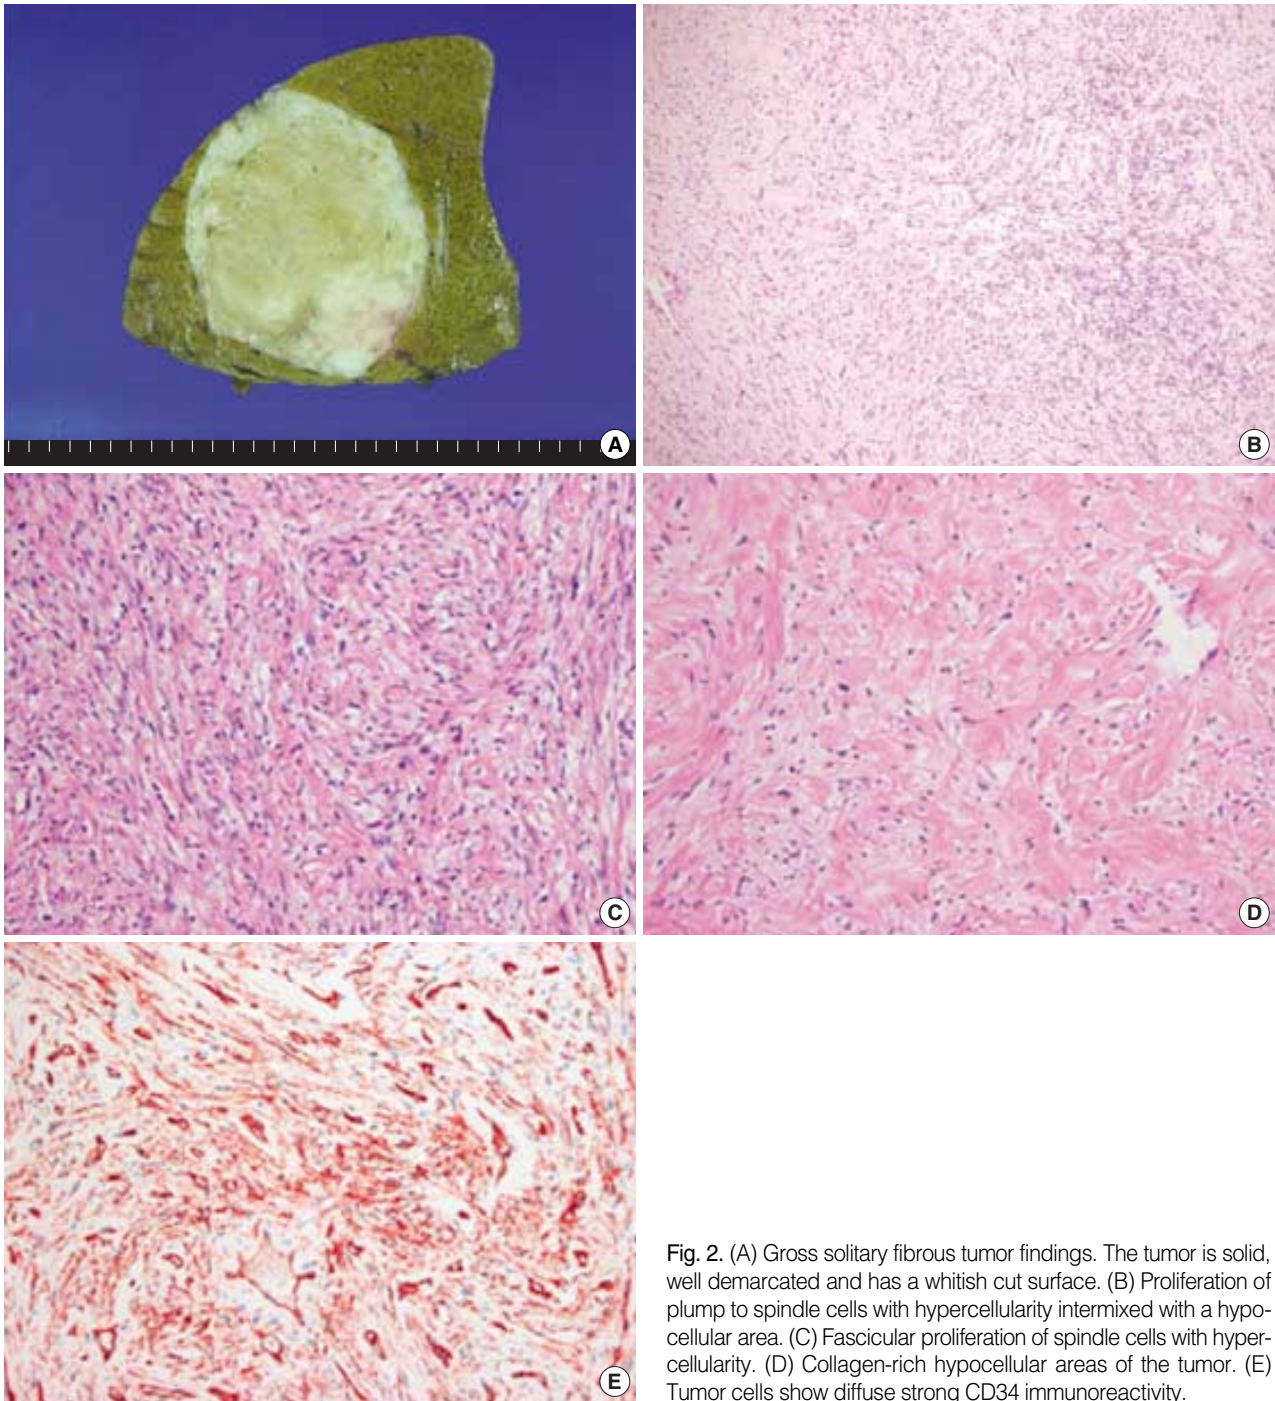 A
B
C
D
E
Fig. 2. (A) Gross solitary fibrous tumor findings. The tumor is solid,
well demarcated and has a whitish cut surface. (B) Proliferation of
plump to spindle cells with hypercellularity intermixed with a hypo-
cellular area. (C) Fascicular proliferation of spindle cells with hyper-
cellularity. (D) Collagen-rich hypocellular areas of the tumor. (E)
Tumor cells show diffuse strong CD34 immunoreactivity.